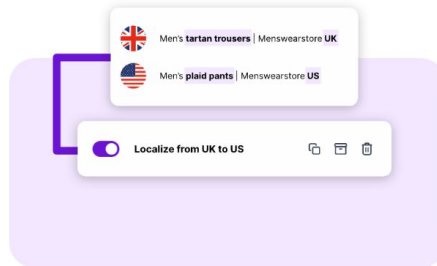 Men's tartan trousers | Menswearstore UK
Men's plaid pants | Menswearstore US
Localize from UK to US